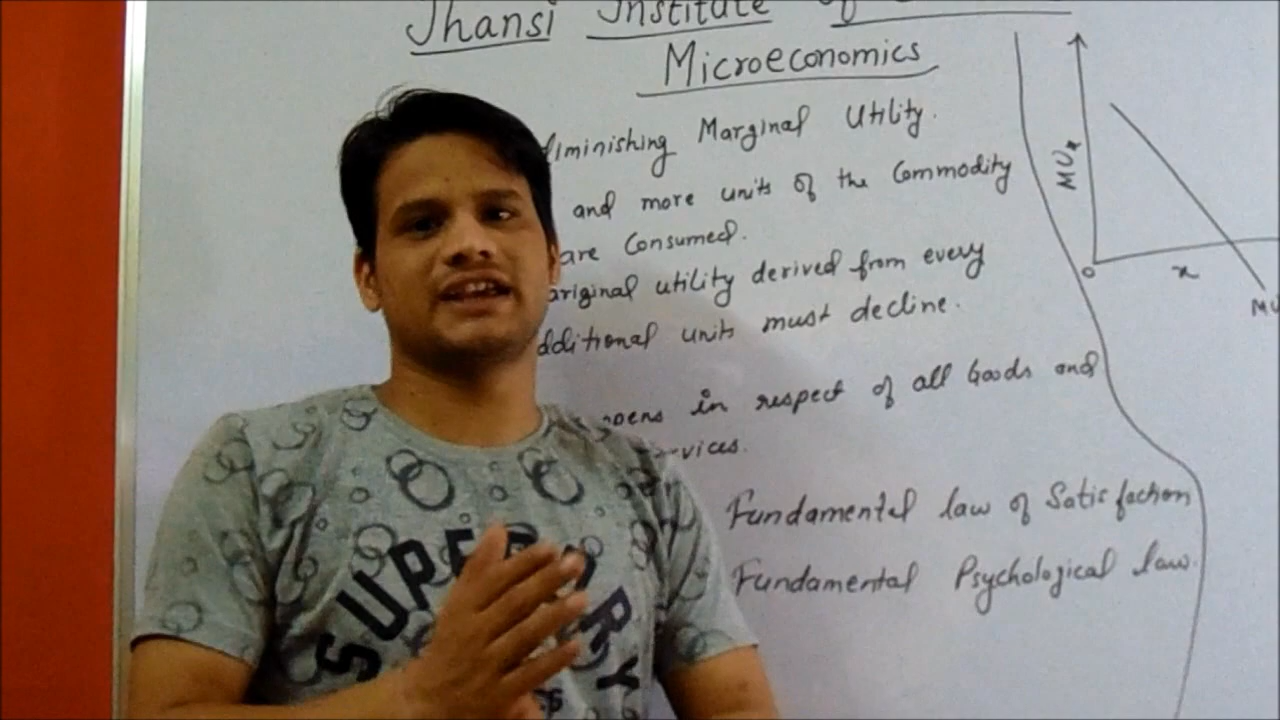 Jhansi Institute of
Microeconomics
diminishing Marginal Utility.
and more units of the Commodity
are Consumed.
ariginal utility derived from every
dditional units must decline.
in respect of all Goods and
vices.
Fundamental law of Satisfaction
Fundamental Psychological law.
MUx
o
x
MU
SUPERDRY